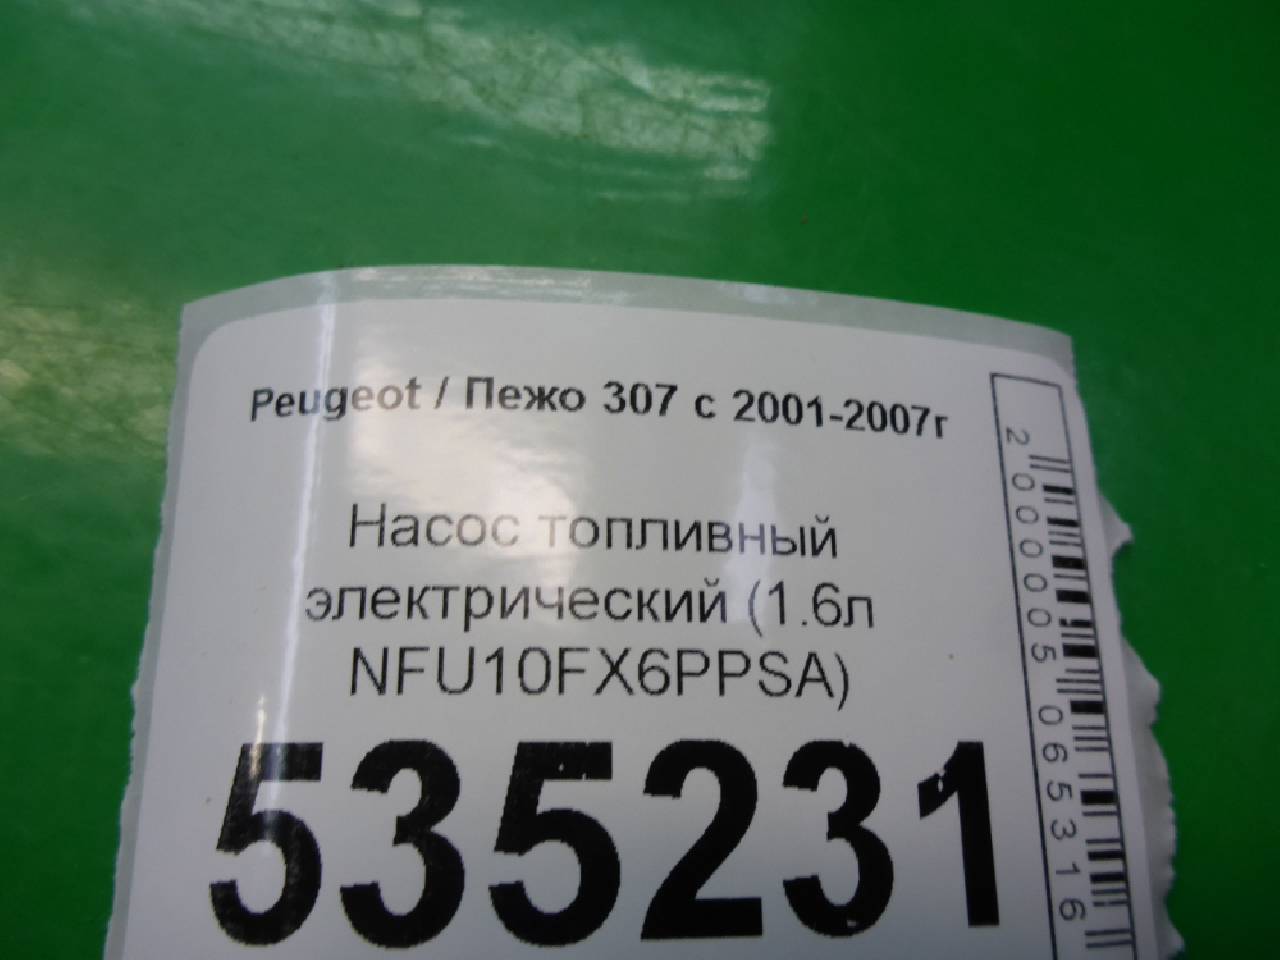 Peugeot / Пежо 307 с 2001-2007г
Насос топливный
электрический (1.6л
NFU10FX6PPSA)
535231
2000005065316